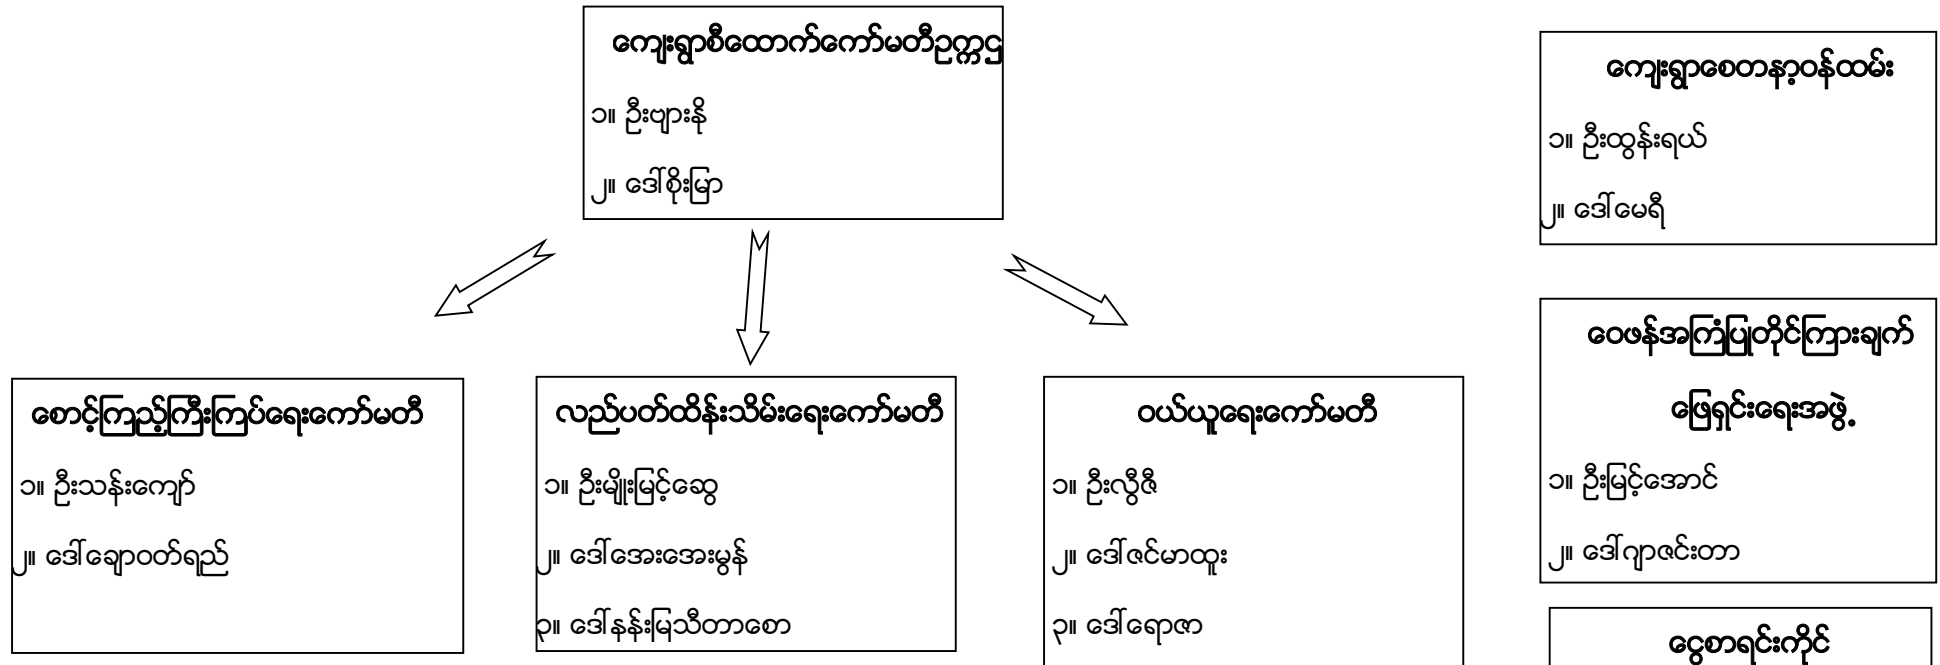 ကျေးရွာစီထောက်ကော်မတီဥက္ကဌ
၁။ ဦးဗျားနို
၂။ ဒေါ်စိုးမြာ
ကျေးရွာစေတနာ့ဝန်ထမ်း
၁။ ဦးထွန်းရယ်
၂။ ဒေါ်မေရီ
စောင့်ကြည့်ကြီးကြပ်ရေးကော်မတီ
၁။ ဦးသန်းကျော်
၂။ ဒေါ်ချောဝတ်ရည်
လည်ပတ်ထိန်းသိမ်းရေးကော်မတီ
၁။ ဦးမျိုးမြင့်ဆွေ
၂။ ဒေါ်အေးအေးမွန်
၃။ ဒေါ်နန်းမြသီတာစော
ဝယ်ယူရေးကော်မတီ
၁။ ဦးလွီဇီ
၂။ ဒေါ်ဇင်မာထူး
၃။ ဒေါ်ရောဇာ
ဝေဖန်အကြံပြုတိုင်ကြားချက်
ဖြေရှင်းရေးအဖွဲ့
၁။ ဦးမြင့်အောင်
၂။ ဒေါ်ဂျာဇင်းတာ
ငွေစာရင်းကိုင်